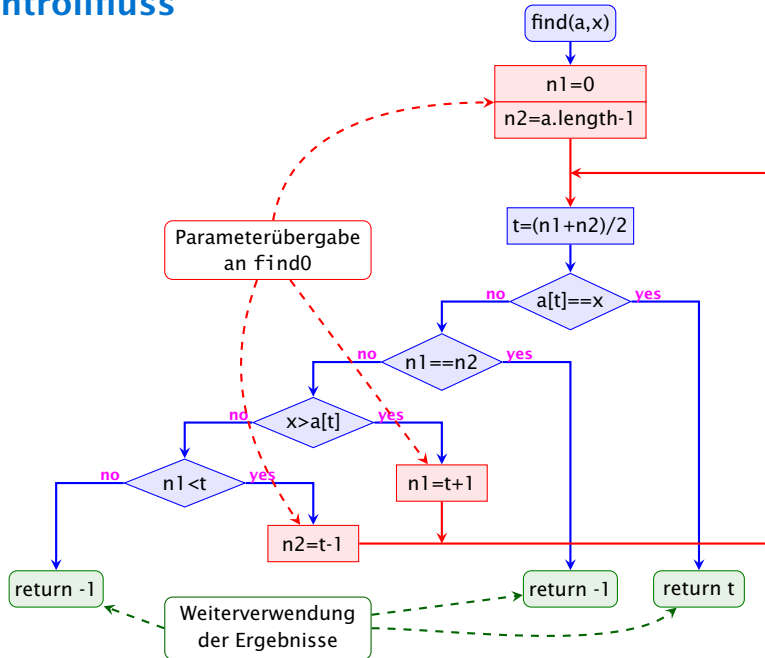 ntrollfluss
find(a,x)
n1=0
n2=a.length-1
t=(n1+n2)/2
Parameterübergabe
an find0
no
a[t]==x
yes
no
n1==n2
yes
no
x>a[t]
yes
no
n1<t
yes
n1=t+1
n2=t-1
return -1
return -1
return t
Weiterverwendung
der Ergebnisse